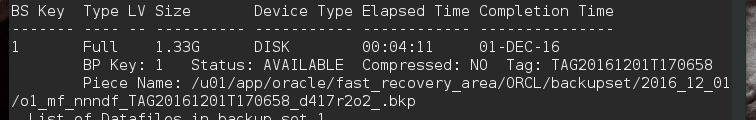 BS Key  Type LV Size       Device Type Elapsed Time Completion Time
------- ---- -- ---------- ----------- ------------ ---------------
1       Full    1.33G      DISK        00:04:11     01-DEC-16
        BP Key: 1   Status: AVAILABLE  Compressed: NO  Tag: TAG20161201T170658
        Piece Name: /u01/app/oracle/fast_recovery_area/ORCL/backupset/2016_12_01
/o1_mf_nnndf_TAG20161201T170658_d417r2o2_.bkp
  List of Datafiles in backup set 1